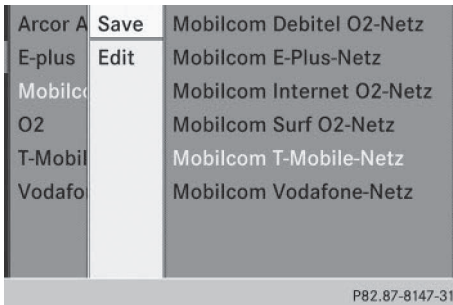 Arcor A Save Mobilcom Debitel O2-Netz
E-plus Edit Mobilcom E-Plus-Netz
Mobilco Mobilcom Internet O2-Netz
O2 Mobilcom Surf O2-Netz
T-Mobil Mobilcom T-Mobile-Netz
Vodafo Mobilcom Vodafone-Netz
P82.87-8147-31